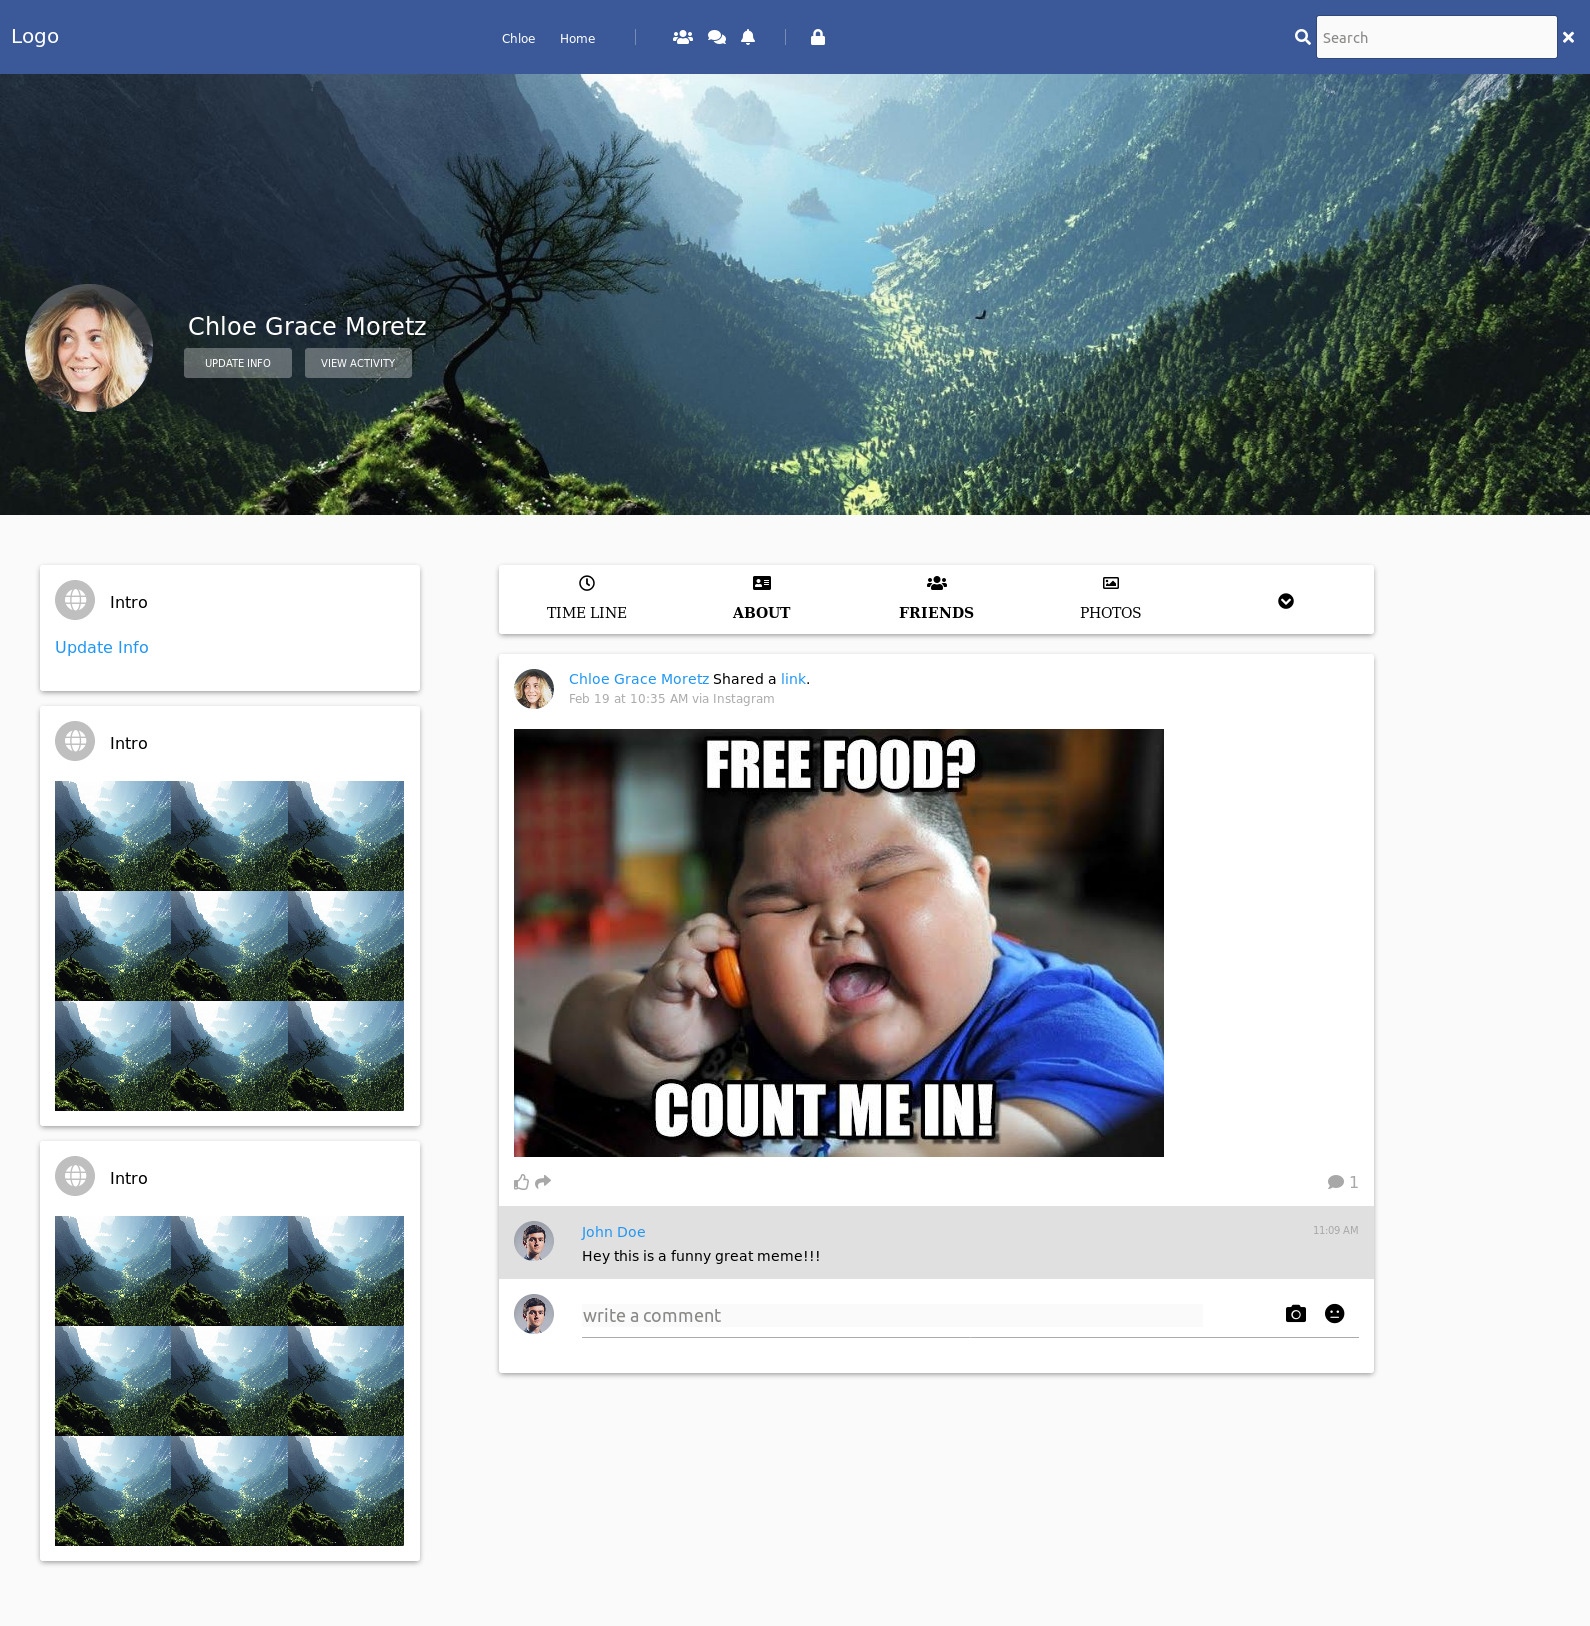 Logo
Chloe Home
Search
Chloe Grace Moretz
UPDATE INFO VIEW ACTIVITY
Intro
Update Info
Intro
Intro
TIME LINE ABOUT FRIENDS PHOTOS
Chloe Grace Moretz Shared a link.
Feb 19 at 10:35 AM via Instagram
FREE FOOD?
COUNT ME IN!
1
John Doe
11:09 AM
Hey this is a funny great meme!!!
write a comment